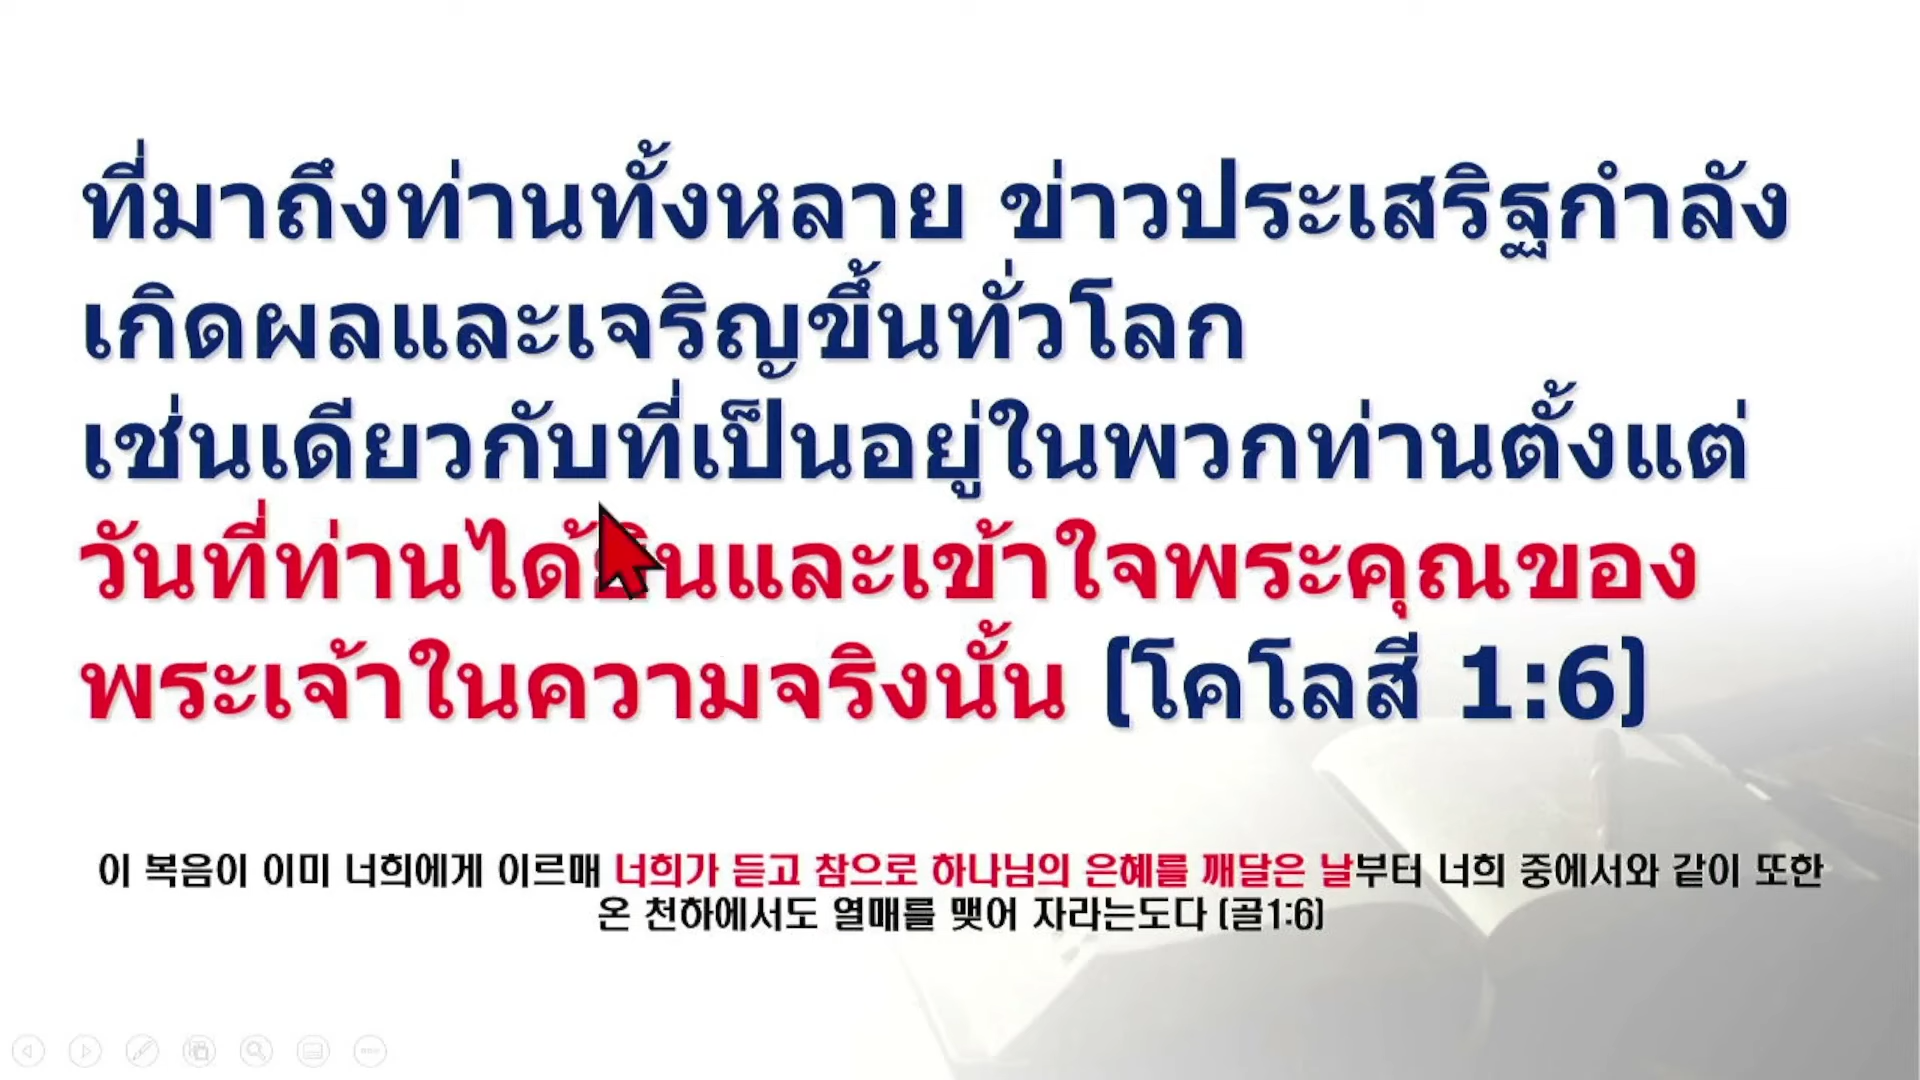 ที่มาถึงท่านทั้งหลาย ข่าวประเสริฐกำลัง
เกิดผลและเจริญขึ้นทั่วโลก
เช่นเดียวกับที่เป็นอยู่ในพวกท่านตั้งแต่
วันที่ท่านได้ยินและเข้าใจพระคุณของ
พระเจ้าในความจริงนั้น (โคโลสี 1:6)
이 복음이 이미 너희에게 이르매 너희가 듣고 참으로 하나님의 은혜를 깨달은 날부터 너희 중에서와 같이 또한
온 천하에서도 열매를 맺어 자라는도다 (골1:6)